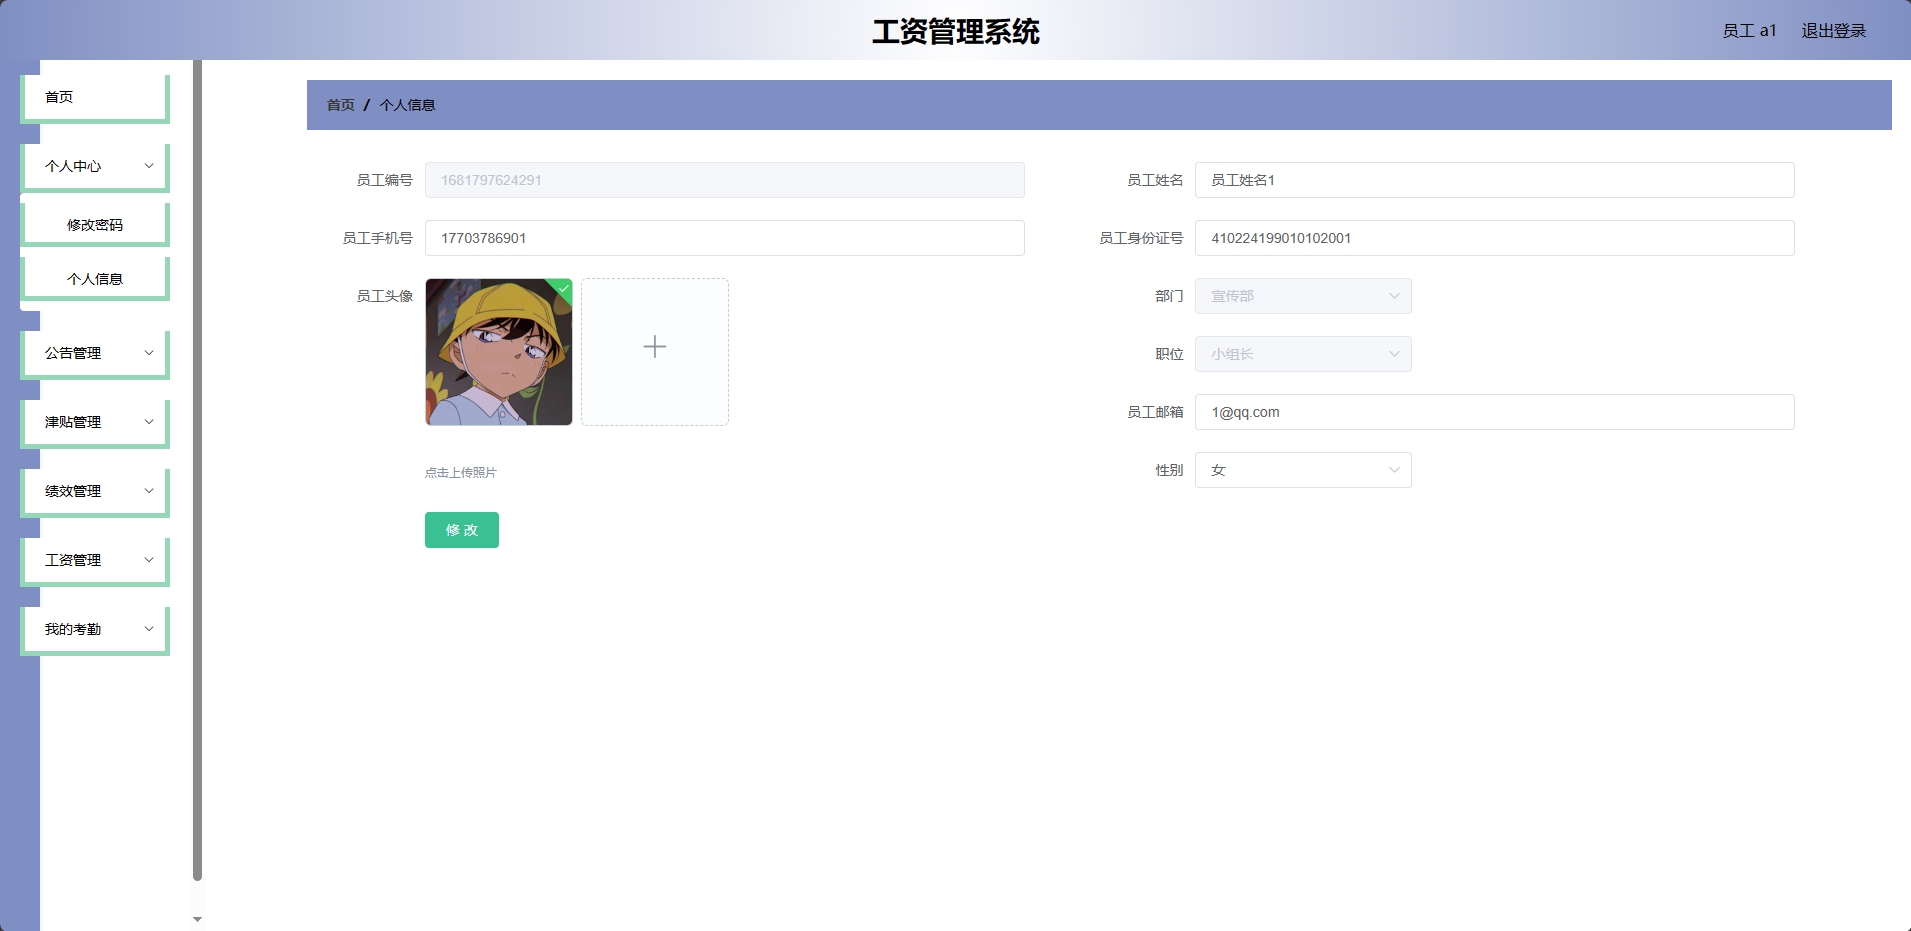 工资管理系统
员工 a1 退出登录
首页
个人中心
修改密码
个人信息
公告管理
津贴管理
绩效管理
工资管理
我的考勤
首页 / 个人信息
员工编号 1681797624291
员工姓名 员工姓名1
员工手机号 17703786901
员工身份证号 410224199010102001
员工头像
部门 宣传部
职位 小组长
员工邮箱 1@qq.com
点击上传照片
性别 女
修 改